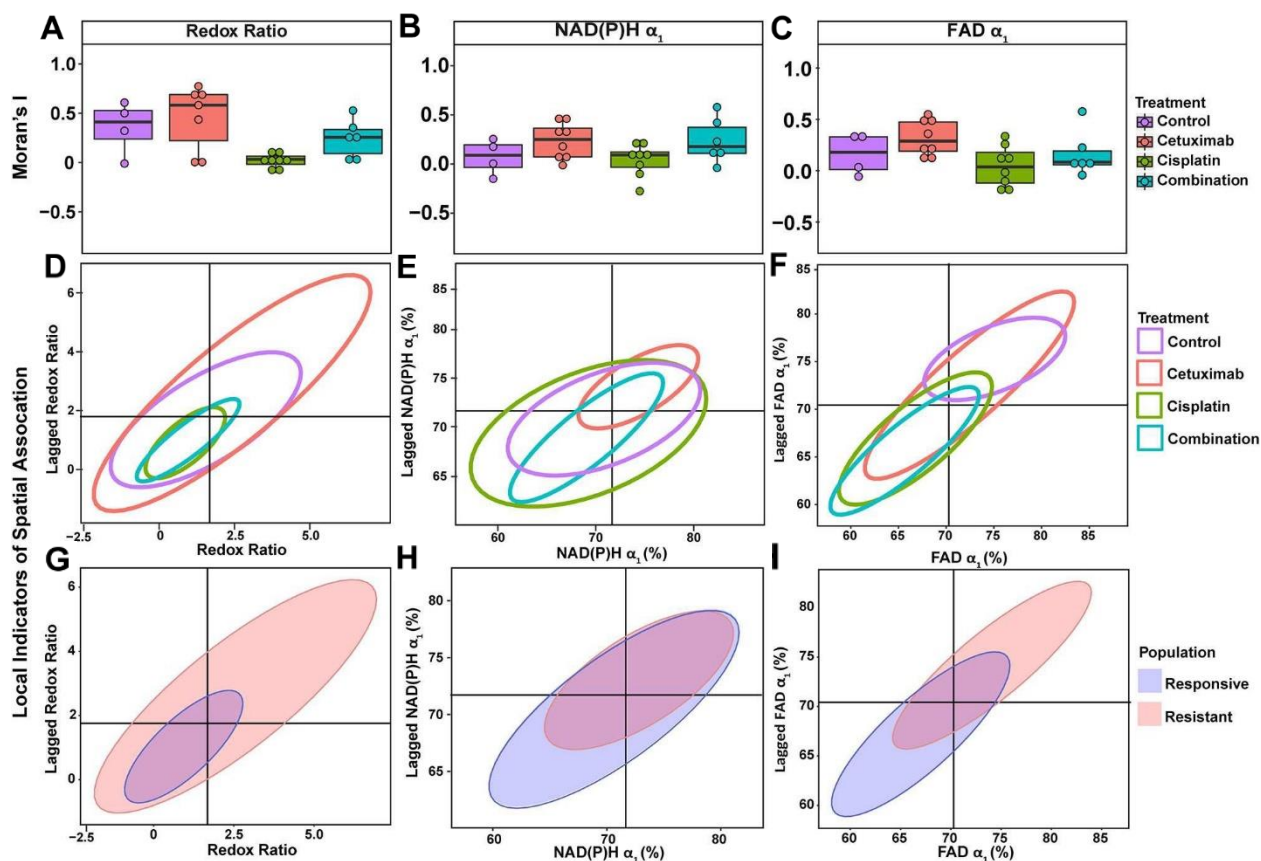 A
Redox Ratio
B
NAD(P)H α1
C
FAD α1
Moran's I
1.0
0.5
0
−0.5
1.0
0.5
0.0
−0.5
1.0
0.5
0.0
−0.5
Treatment
Control
Cetuximab
Cisplatin
Combination
Local Indicators of Spatial Assocation
D
Lagged Redox Ratio
6
4
2
0
−2.5
0
2.5
5.0
Redox Ratio
E
Lagged NAD(P)H α1 (%)
85
80
75
70
65
60
70
80
NAD(P)H α1 (%)
F
Lagged FAD α1 (%)
85
80
75
70
65
60
60
65
70
75
80
85
FAD α1 (%)
Treatment
Control
Cetuximab
Cisplatin
Combination
G
Lagged Redox Ratio
6
4
2
0
−2.5
0
2.5
5.0
Redox Ratio
H
Lagged NAD(P)H α1 (%)
80
75
70
65
60
70
80
NAD(P)H α1 (%)
I
Lagged FAD α1 (%)
80
75
70
65
60
60
65
70
75
80
85
FAD α1 (%)
Population
Responsive
Resistant